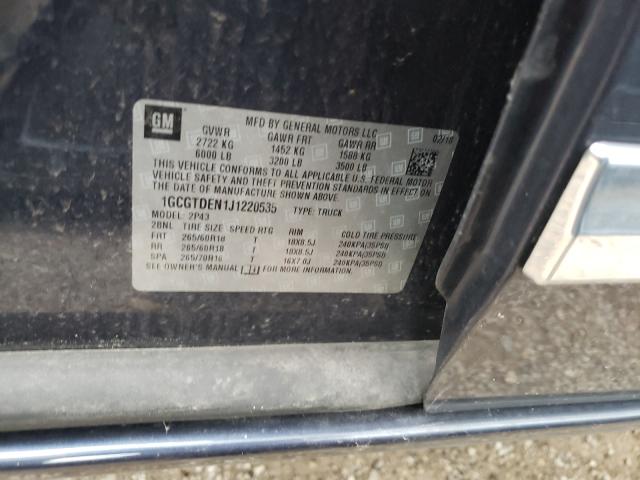 GM
MFD BY GENERAL MOTORS LLC 02/18
GVWR GAWR FRT GAWR RR
2722 KG 1452 KG 1588 KG
6000 LB 3200 LB 3500 LB
THIS VEHICLE CONFORMS TO ALL APPLICABLE U.S. FEDERAL MOTOR
VEHICLE SAFETY, BUMPER, AND THEFT PREVENTION STANDARDS IN EFFECT ON
THE DATE OF MANUFACTURE SHOWN ABOVE.
1GCGTDEN1J1220535 TYPE: TRUCK
MODEL: 2P43
2BNL TIRE SIZE SPEED RTG RIM COLD TIRE PRESSURE
FRT 265/60R18 T 18X8.5J 240KPA(35PSI)
RR 265/60R18 T 18X8.5J 240KPA(35PSI)
SPA 265/70R16 T 16X7.0J 240KPA(35PSI)
SEE OWNER'S MANUAL FOR MORE INFORMATION.